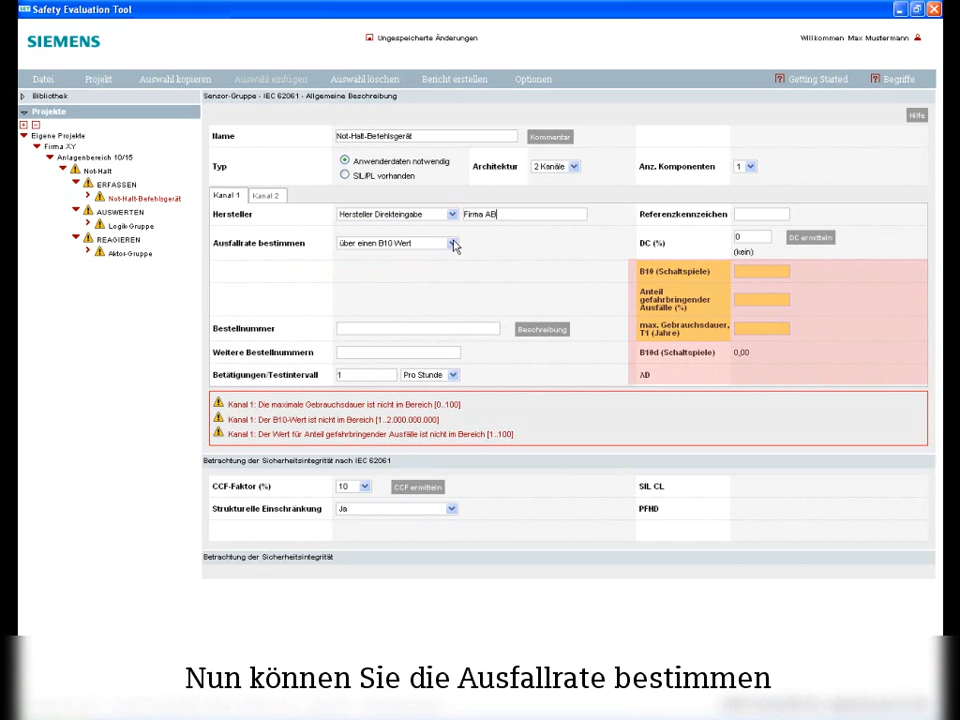 Safety Evaluation Tool
SIEMENS
Ungespeicherte Änderungen
Willkommen Max Mustermann
Datei Projekt Auswahl kopieren Auswahl einfügen Auswahl löschen Bericht erstellen Optionen Getting Started Begriffe
Bibliothek
Projekte
Eigene Projekte
Firma XY
Anlagenbereich 10/15
Not-Halt
ERFASSEN
Not-Halt-Befehlsgerät
AUSWERTEN
Logik-Gruppe
REAGIEREN
Aktor-Gruppe
Sensor-Gruppe - IEC 62061 - Allgemeine Beschreibung
Hilfe
Name Not-Halt-Befehlsgerät Kommentar
Typ Anwenderdaten notwendig Architektur 2 Kanäle Anz. Komponenten 1
SIL/PL vorhanden
Kanal 1 Kanal 2
Hersteller Hersteller Direkteingabe Firma AB Referenzkennzeichen
Ausfallrate bestimmen über einen B10 Wert DC (%) 0 DC ermitteln
(kein)
B10 (Schaltspiele)
Anteil
gefahrbringender
Ausfälle (%)
Bestellnummer Beschreibung max. Gebrauchsdauer,
T1 (Jahre)
Weitere Bestellnummern B10d (Schaltspiele) 0,00
Betätigungen/Testintervall 1 Pro Stunde λD
Kanal 1: Die maximale Gebrauchsdauer ist nicht im Bereich [0..100]
Kanal 1: Der B10-Wert ist nicht im Bereich [1..2.000.000.000]
Kanal 1: Der Wert für Anteil gefahrbringender Ausfälle ist nicht im Bereich [1..100]
Betrachtung der Sicherheitsintegrität nach IEC 62061
CCF-Faktor (%) 10 CCF ermitteln SIL CL
Strukturelle Einschränkung Ja PFHD
Betrachtung der Sicherheitsintegrität
Nun können Sie die Ausfallrate bestimmen